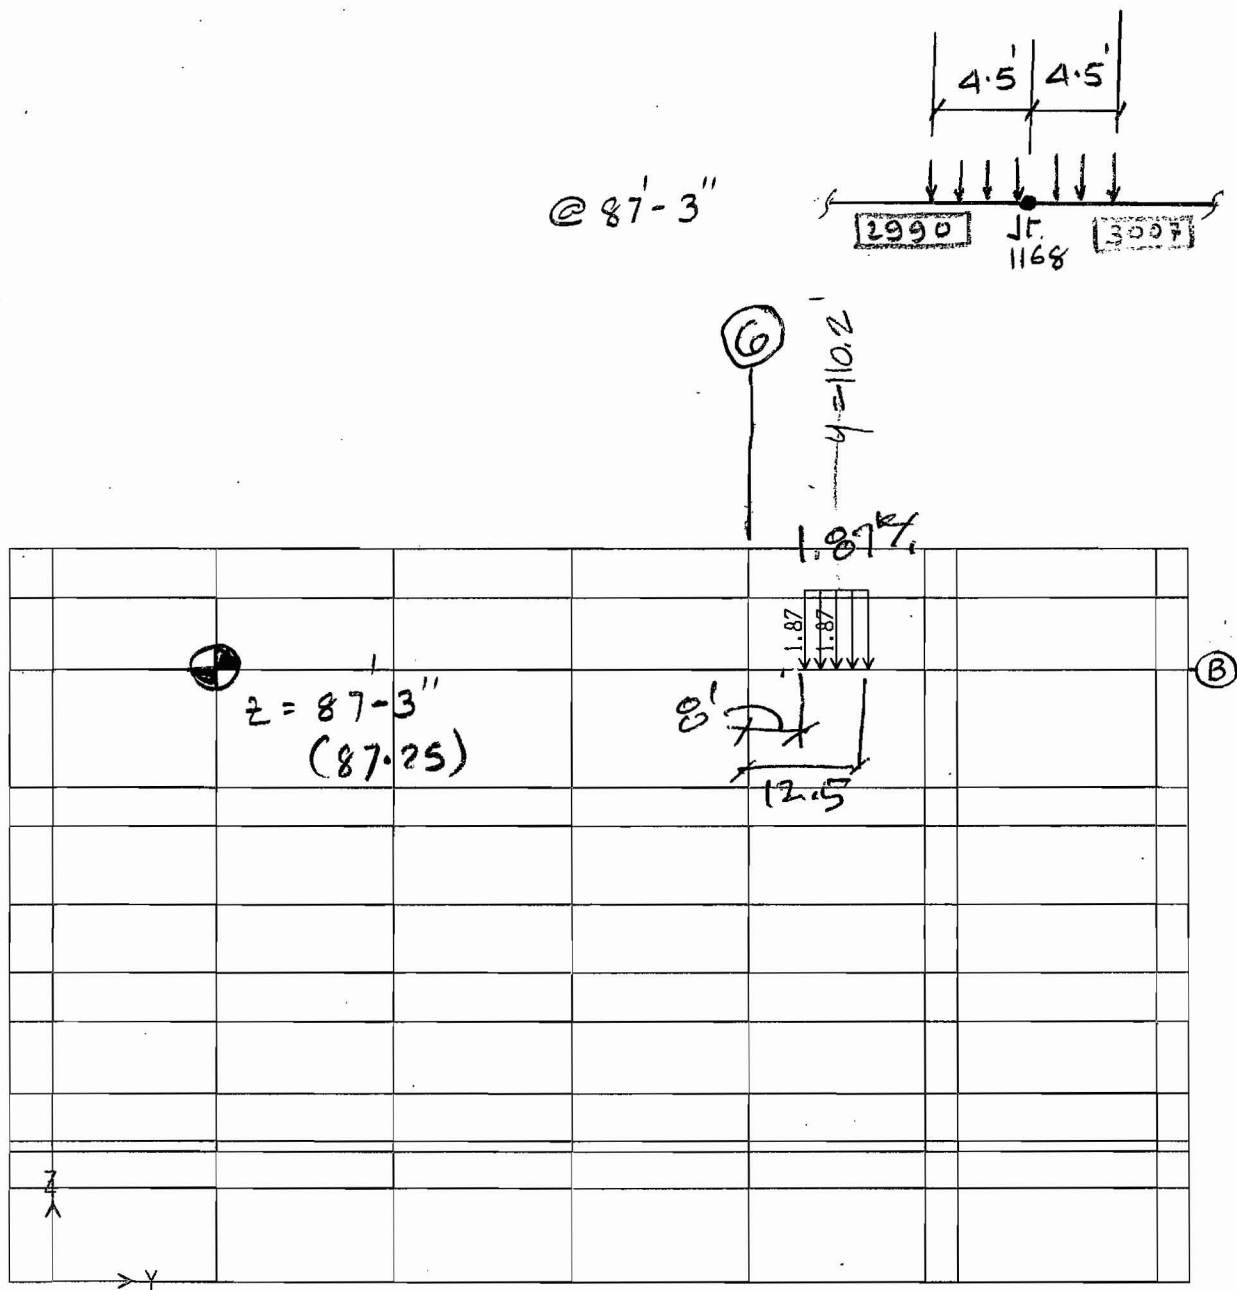 4.5' 4.5'
@ 87'-3"
2990
Jt.
1168
3007
6
y=110.2'
1.87 k/'
1.87
1.87
B
z = 87-3"
(87.25)
8'
12.5
Z
Y